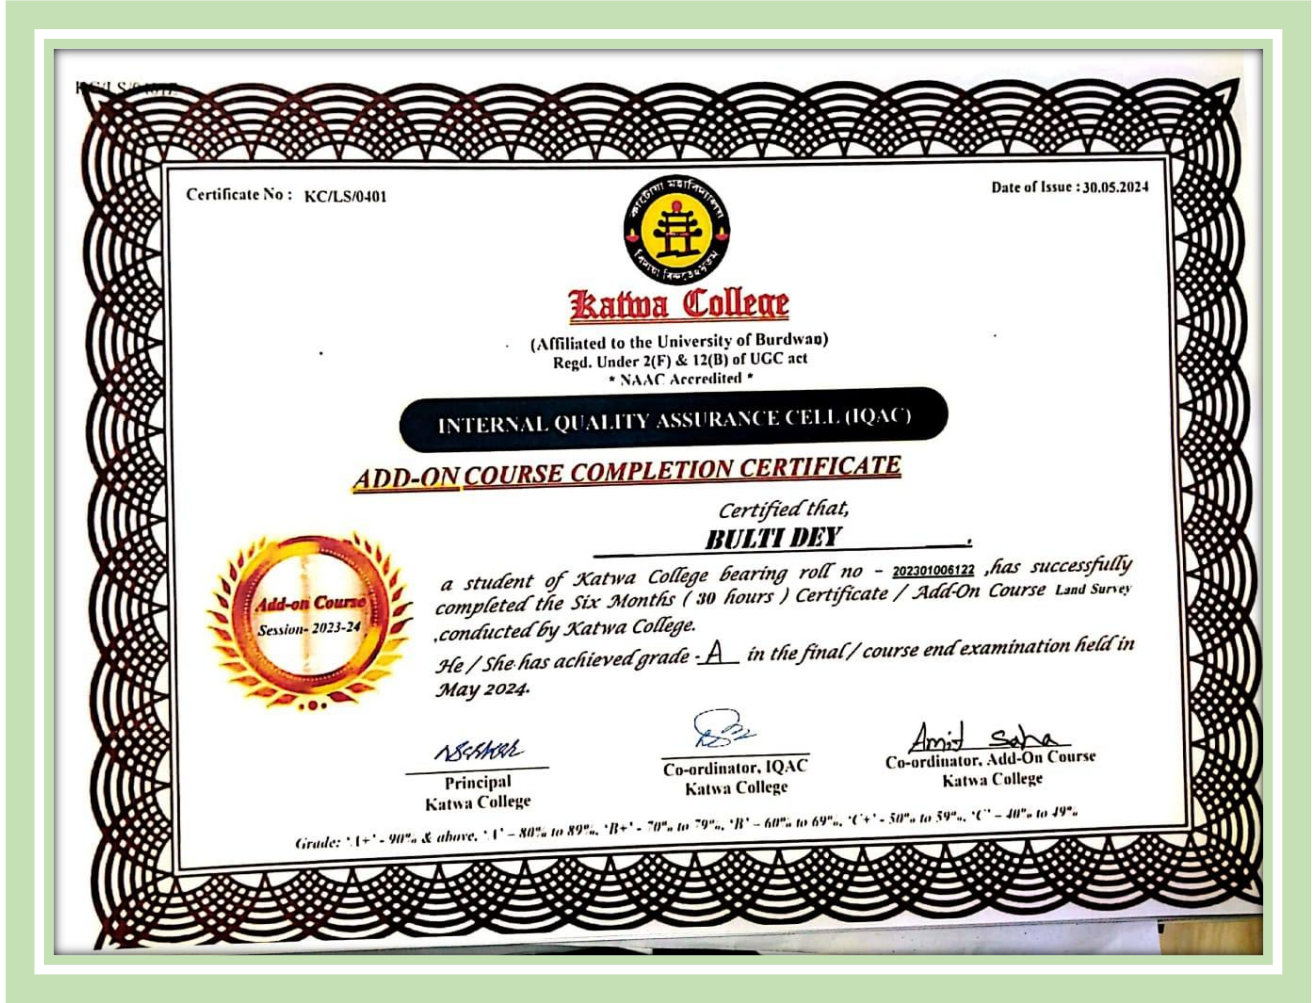 Certificate No : KC/LS/0401
Date of Issue : 30.05.2024
কাটোয়া মহাবিদ্যালয়
Katwa College
(Affiliated to the University of Burdwan)
Regd. Under 2(F) & 12(B) of UGC act
* NAAC Accredited *
INTERNAL QUALITY ASSURANCE CELL (IQAC)
ADD-ON COURSE COMPLETION CERTIFICATE
Certified that,
BULTI DEY .
a student of Katwa College bearing roll no - 202301006122 ,has successfully
completed the Six Months ( 30 hours ) Certificate / Add-On Course Land Survey
,conducted by Katwa College.
He / She has achieved grade - A in the final / course end examination held in
May 2024.
Add-on Course
Session- 2023-24
Principal
Katwa College
Co-ordinator, IQAC
Katwa College
Amit Saha
Co-ordinator, Add-On Course
Katwa College
Grade: 'A+' - 90% & above, 'A' – 80% to 89%, 'B+' - 70% to 79%, 'B' – 60% to 69%, 'C+' - 50% to 59%, 'C' – 40% to 49%